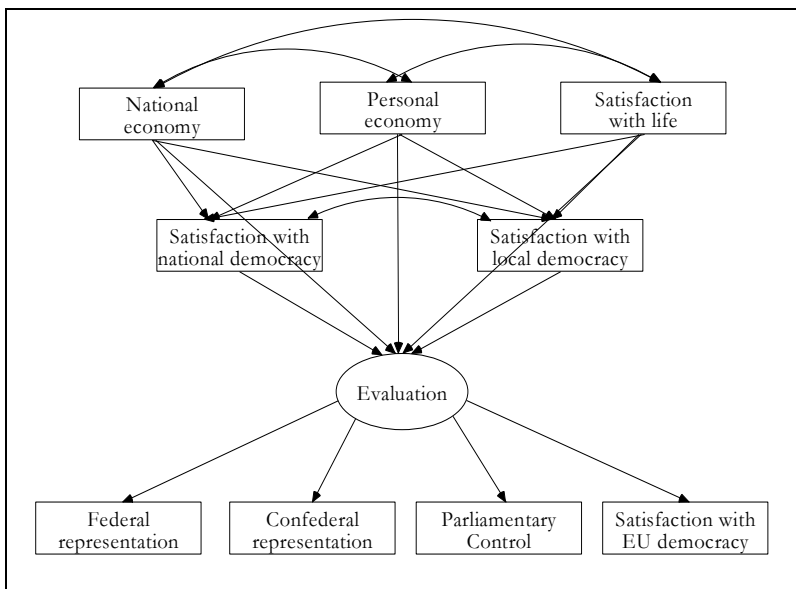 National
economy
Personal
economy
Satisfaction
with life
Satisfaction with
national democracy
Satisfaction with
local democracy
Evaluation
Federal
representation
Confederal
representation
Parliamentary
Control
Satisfaction with
EU democracy